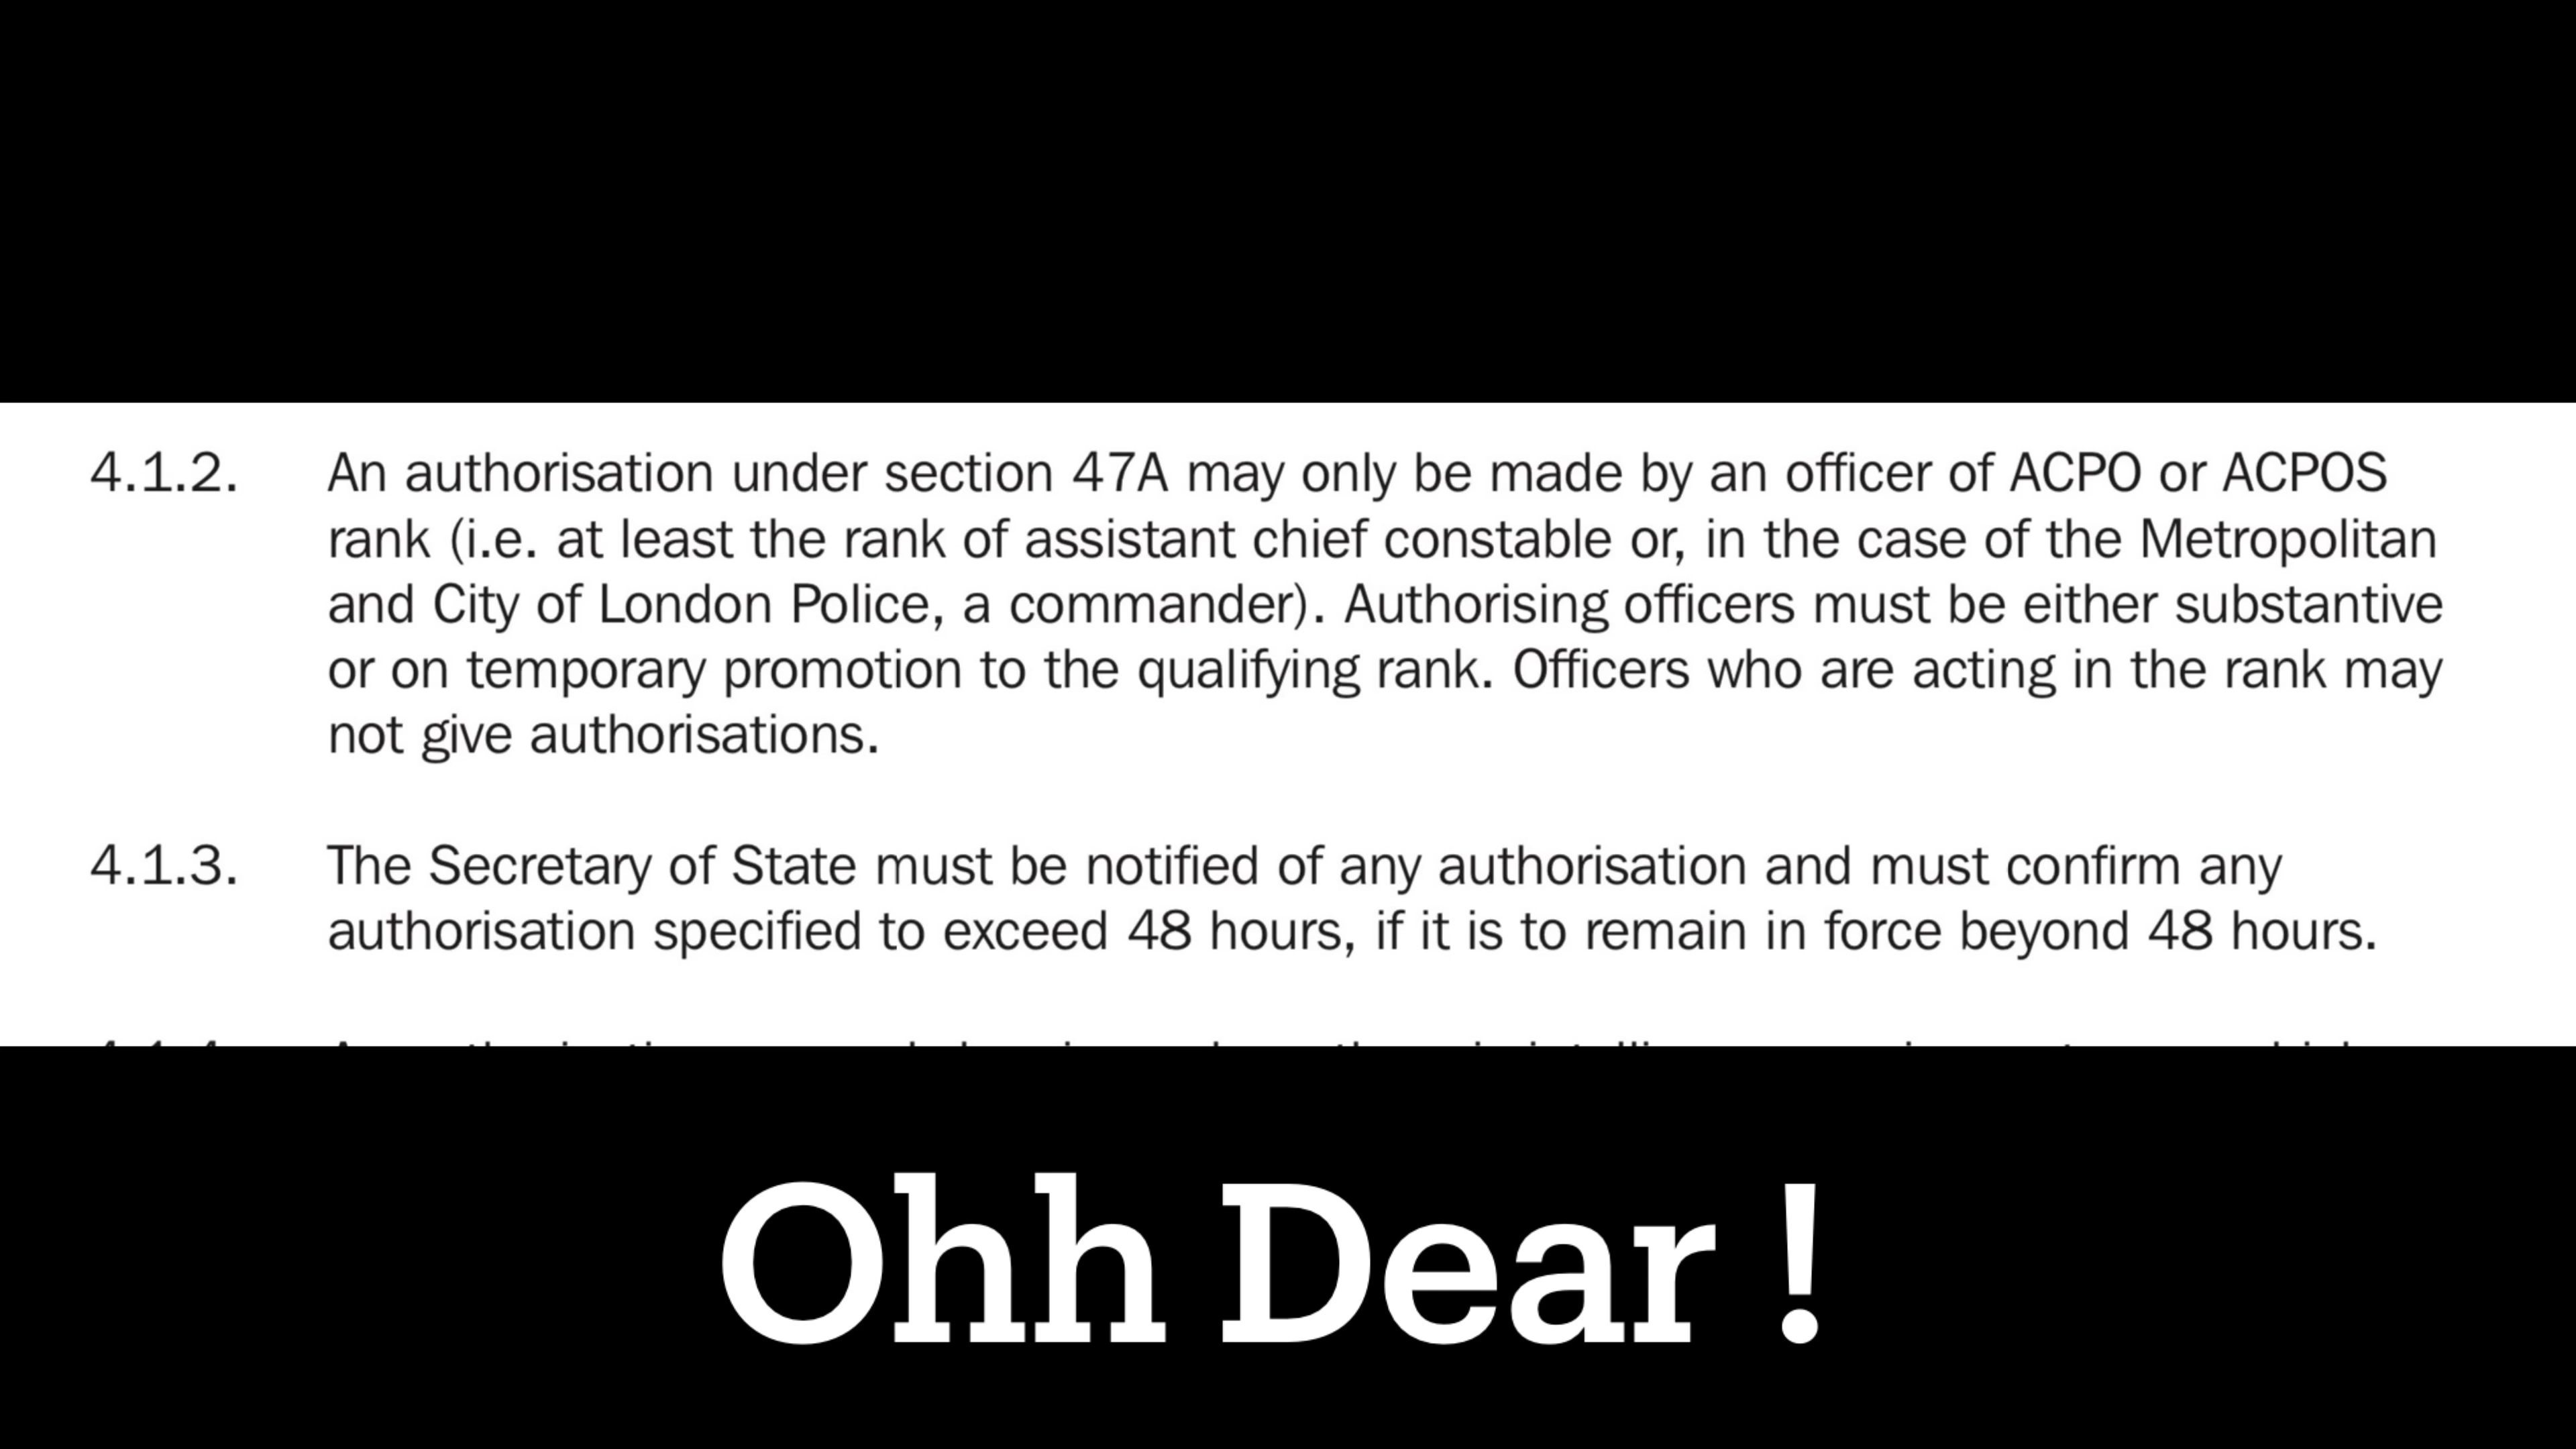 4.1.2. An authorisation under section 47A may only be made by an officer of ACPO or ACPOS
rank (i.e. at least the rank of assistant chief constable or, in the case of the Metropolitan
and City of London Police, a commander). Authorising officers must be either substantive
or on temporary promotion to the qualifying rank. Officers who are acting in the rank may
not give authorisations.
4.1.3. The Secretary of State must be notified of any authorisation and must confirm any
authorisation specified to exceed 48 hours, if it is to remain in force beyond 48 hours.
Ohh Dear !